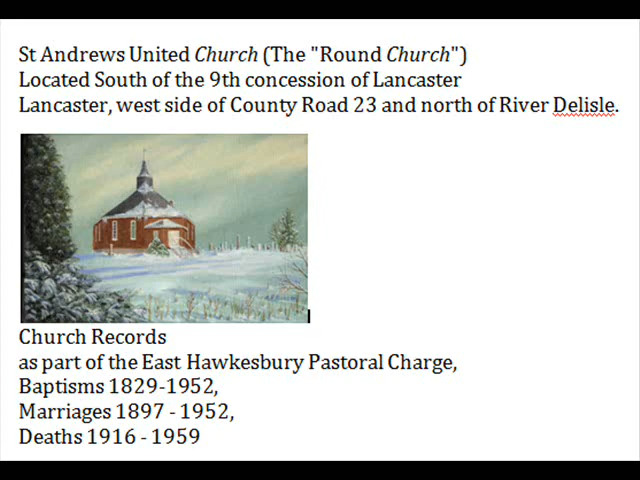 St Andrews United Church (The "Round Church")
Located South of the 9th concession of Lancaster
Lancaster, west side of County Road 23 and north of River Delisle.
Church Records
as part of the East Hawkesbury Pastoral Charge,
Baptisms 1829-1952,
Marriages 1897 - 1952,
Deaths 1916 - 1959